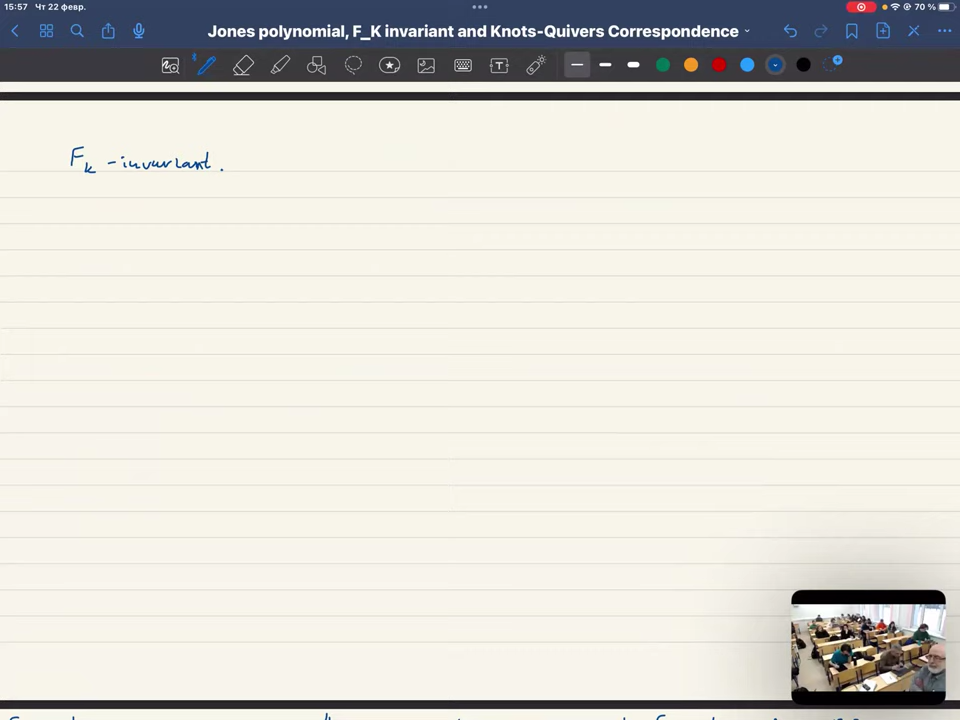 15:57 Чт 22 февр.
70 %
Jones polynomial, F_K invariant and Knots-Quivers Correspondence
F_K - invariant.